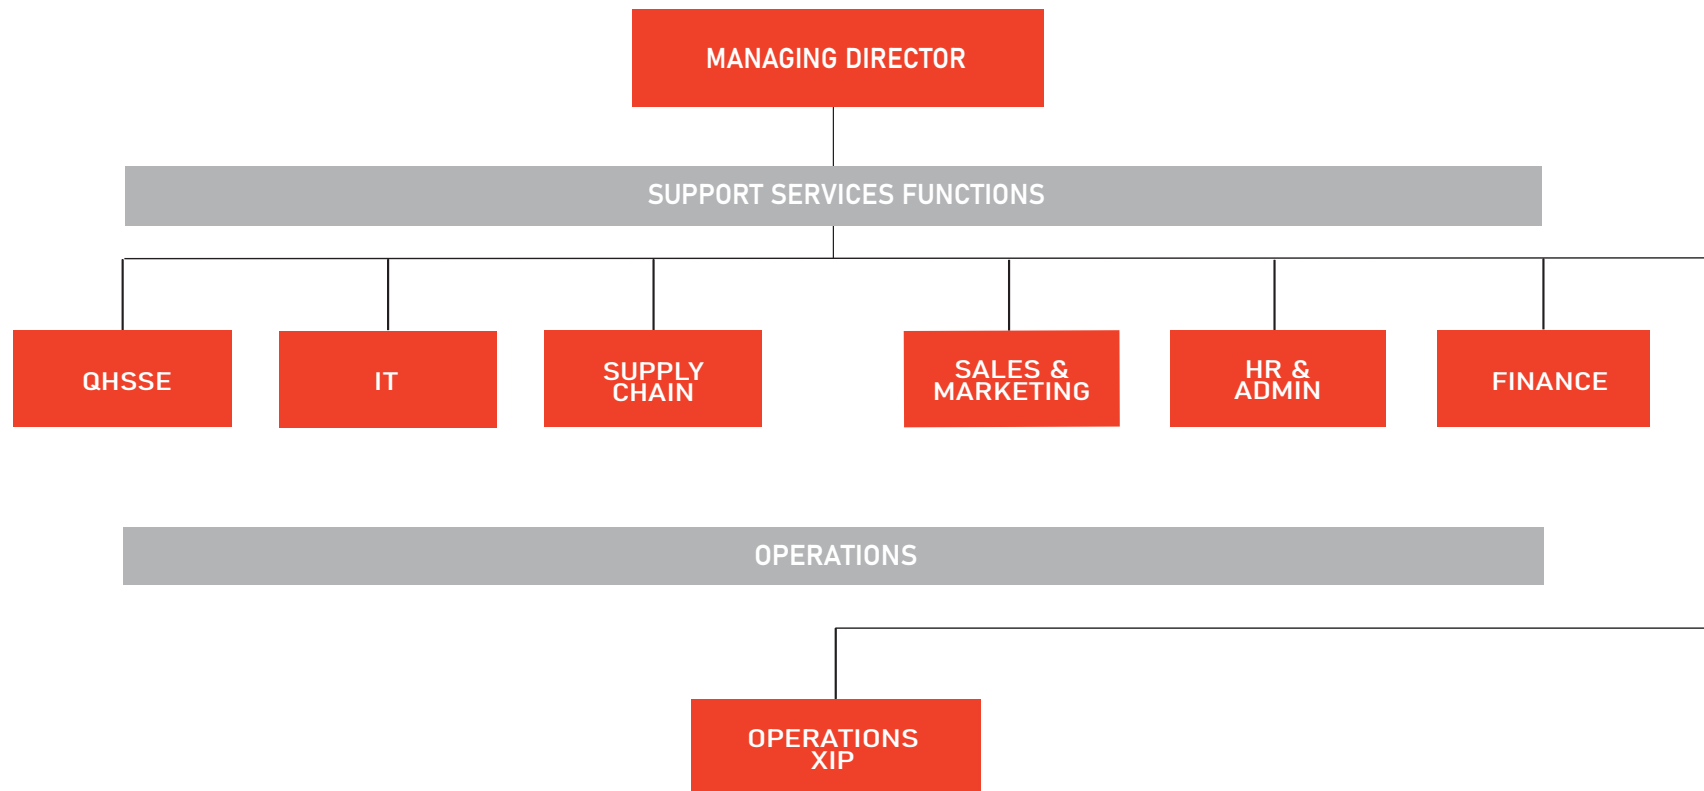 MANAGING DIRECTOR
SUPPORT SERVICES FUNCTIONS
QHSSE
IT
SUPPLY
CHAIN
SALES &
MARKETING
HR &
ADMIN
FINANCE
OPERATIONS
OPERATIONS
XIP